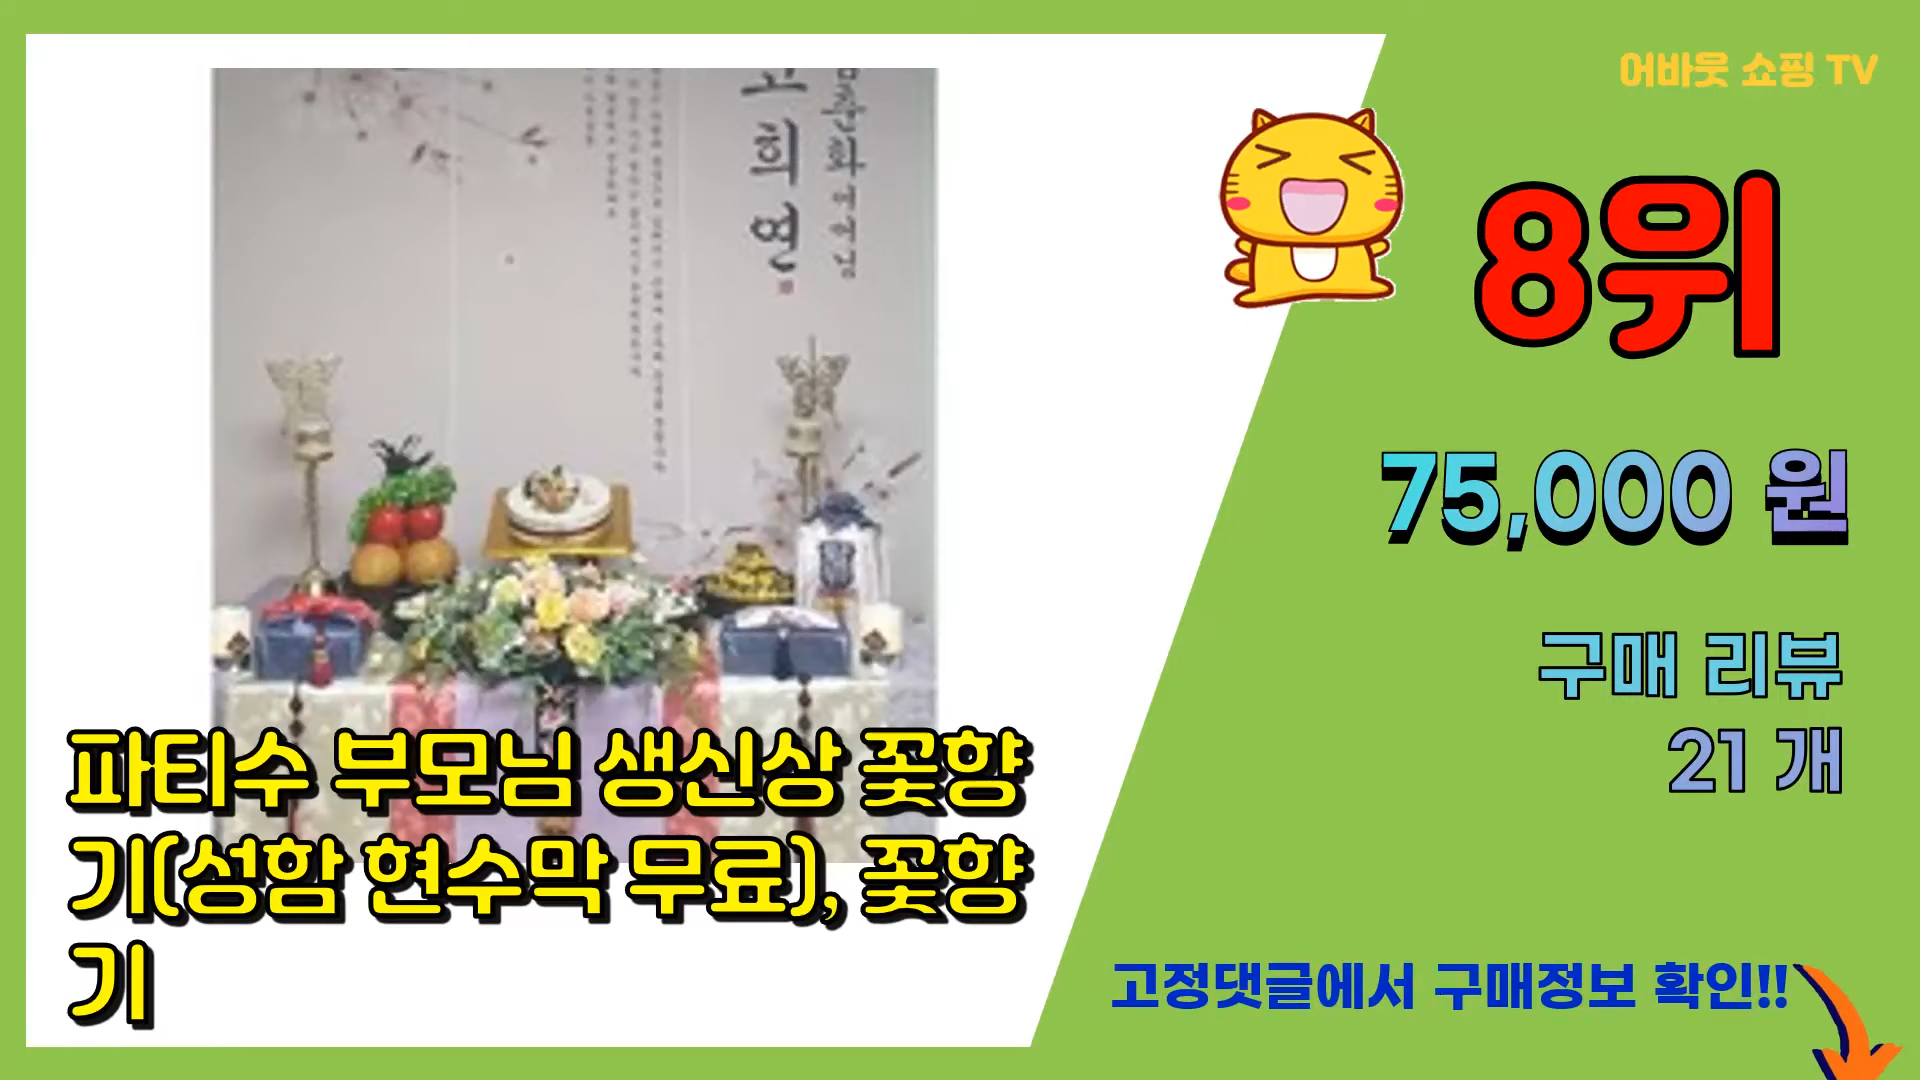 어바웃 쇼핑 TV
8위
고희연
75,000 원
구매 리뷰
21 개
파티수 부모님 생신상 꽃향
기(성함 현수막 무료), 꽃향
기
고정댓글에서 구매정보 확인!!